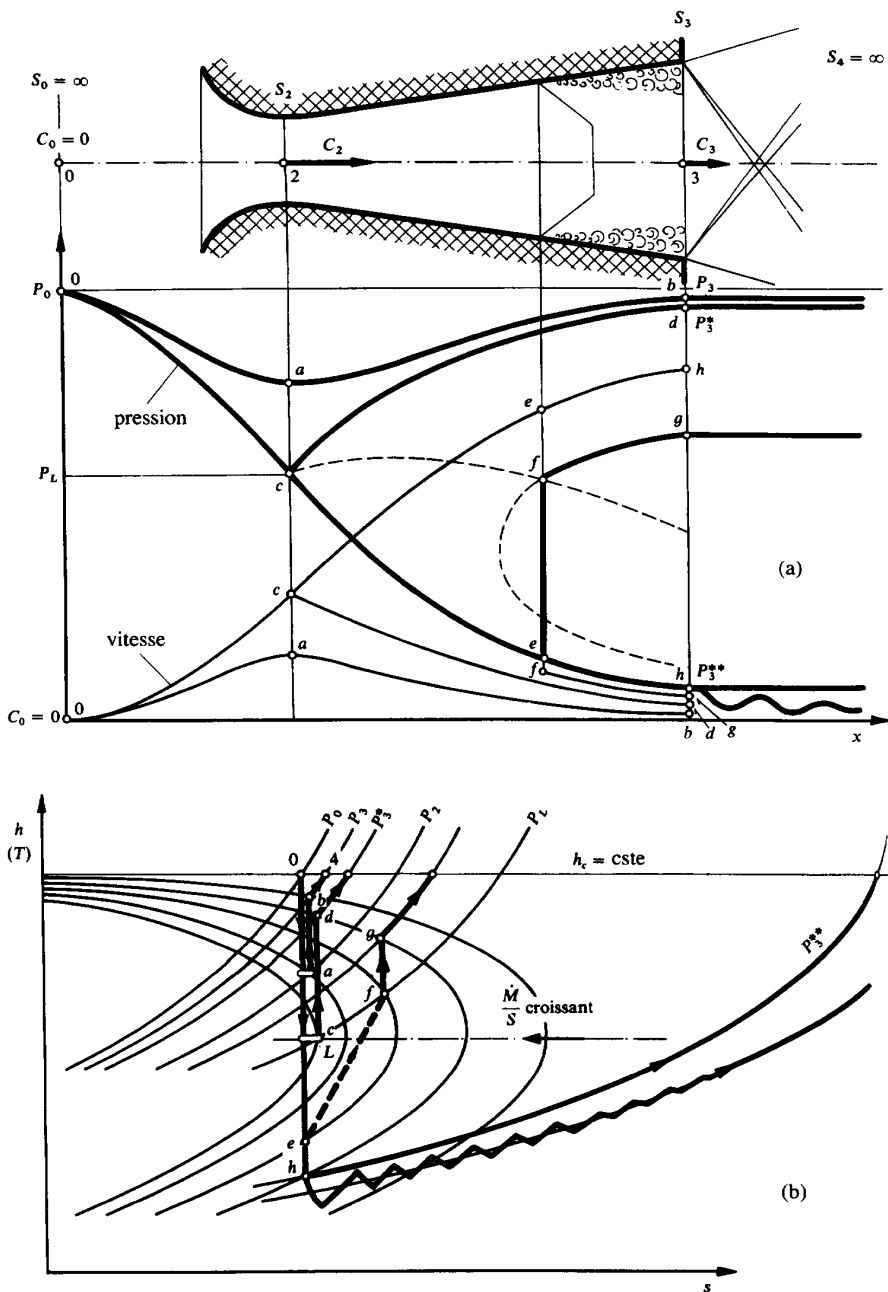 S₃
S₀ = ∞
S₂
S₄ = ∞
C₀ = 0
C₂
C₃
0
2
3
P₀
0
b
P₃
d
P₃*
a
h
pression
e
g
P_L
c
f
(a)
c
vitesse
a
e
f
h
P₃**
C₀ = 0
0
b
d
g
x
h
(T)
P₀
P₃
P₃*
P₂
P_L
0
4
h_c = cste
b
d
g
P₃**
a
f
Ṁ/S croissant
c
L
e
h
(b)
s